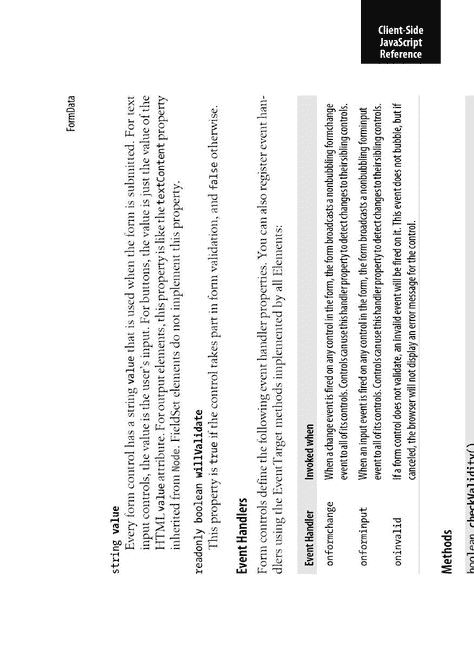 Client-Side
JavaScript
Reference
FormData
string value
Every form control has a string value that is used when the form is submitted. For text
input controls, the value is the user's input. For buttons, the value is just the value of the
HTML value attribute. For output elements, this property is like the textContent property
inherited from Node. FieldSet elements do not implement this property.
readonly boolean willValidate
This property is true if the control takes part in form validation, and false otherwise.
Event Handlers
Form controls define the following event handler properties. You can also register event han-
dlers using the EventTarget methods implemented by all Elements:
Event Handler Invoked when
onformchange When a change event is fired on any control in the form, the form broadcasts a nonbubbling formchange
event to all of its controls. Controls can use this handler property to detect changes to their sibling controls.
onforminput When an input event is fired on any control in the form, the form broadcasts a nonbubbling forminput
event to all of its controls. Controls can use this handler property to detect changes to their sibling controls.
oninvalid If a form control does not validate, an invalid event will be fired on it. This event does not bubble, but if
canceled, the browser will not display an error message for the control.
Methods
boolean checkValidity()